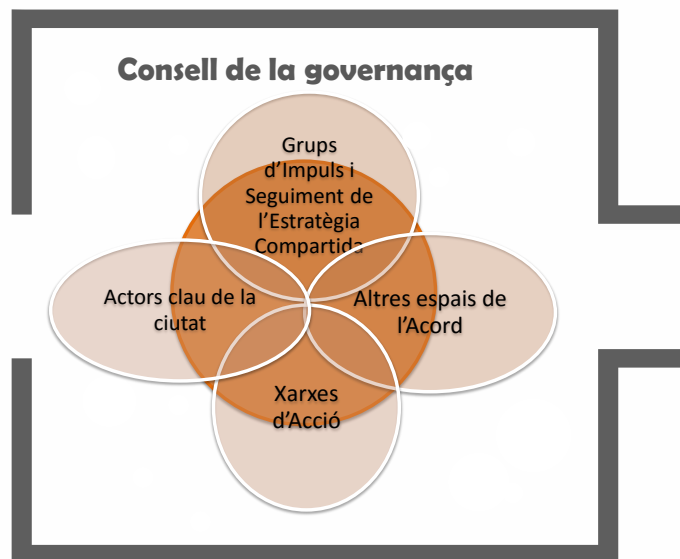 Consell de la governança
Grups
d'Impuls i
Seguiment de
l'Estratègia
Compartida
Actors clau de la
ciutat
Altres espais de
l'Acord
Xarxes
d'Acció